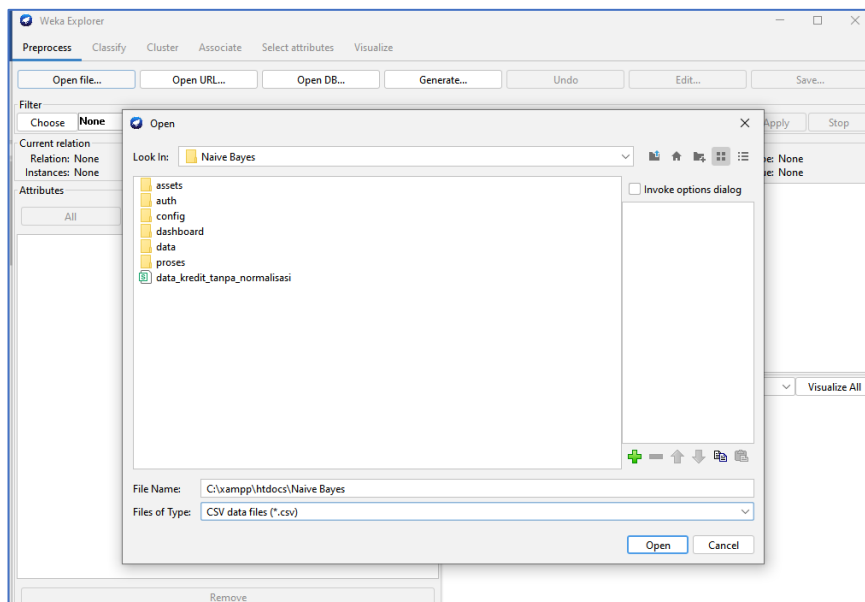 Weka Explorer
Preprocess Classify Cluster Associate Select attributes Visualize
Open file... Open URL... Open DB... Generate... Undo Edit... Save...
Filter
Choose None Apply Stop
Current relation
Relation: None
Instances: None
pe: None
Attributes
All
Open
Look In: Naive Bayes
assets
auth
config
dashboard
data
proses
data_kredit_tanpa_normalisasi
Invoke options dialog
Visualize All
File Name: C:\xampp\htdocs\Naive Bayes
Files of Type: CSV data files (*.csv)
Open Cancel
Remove